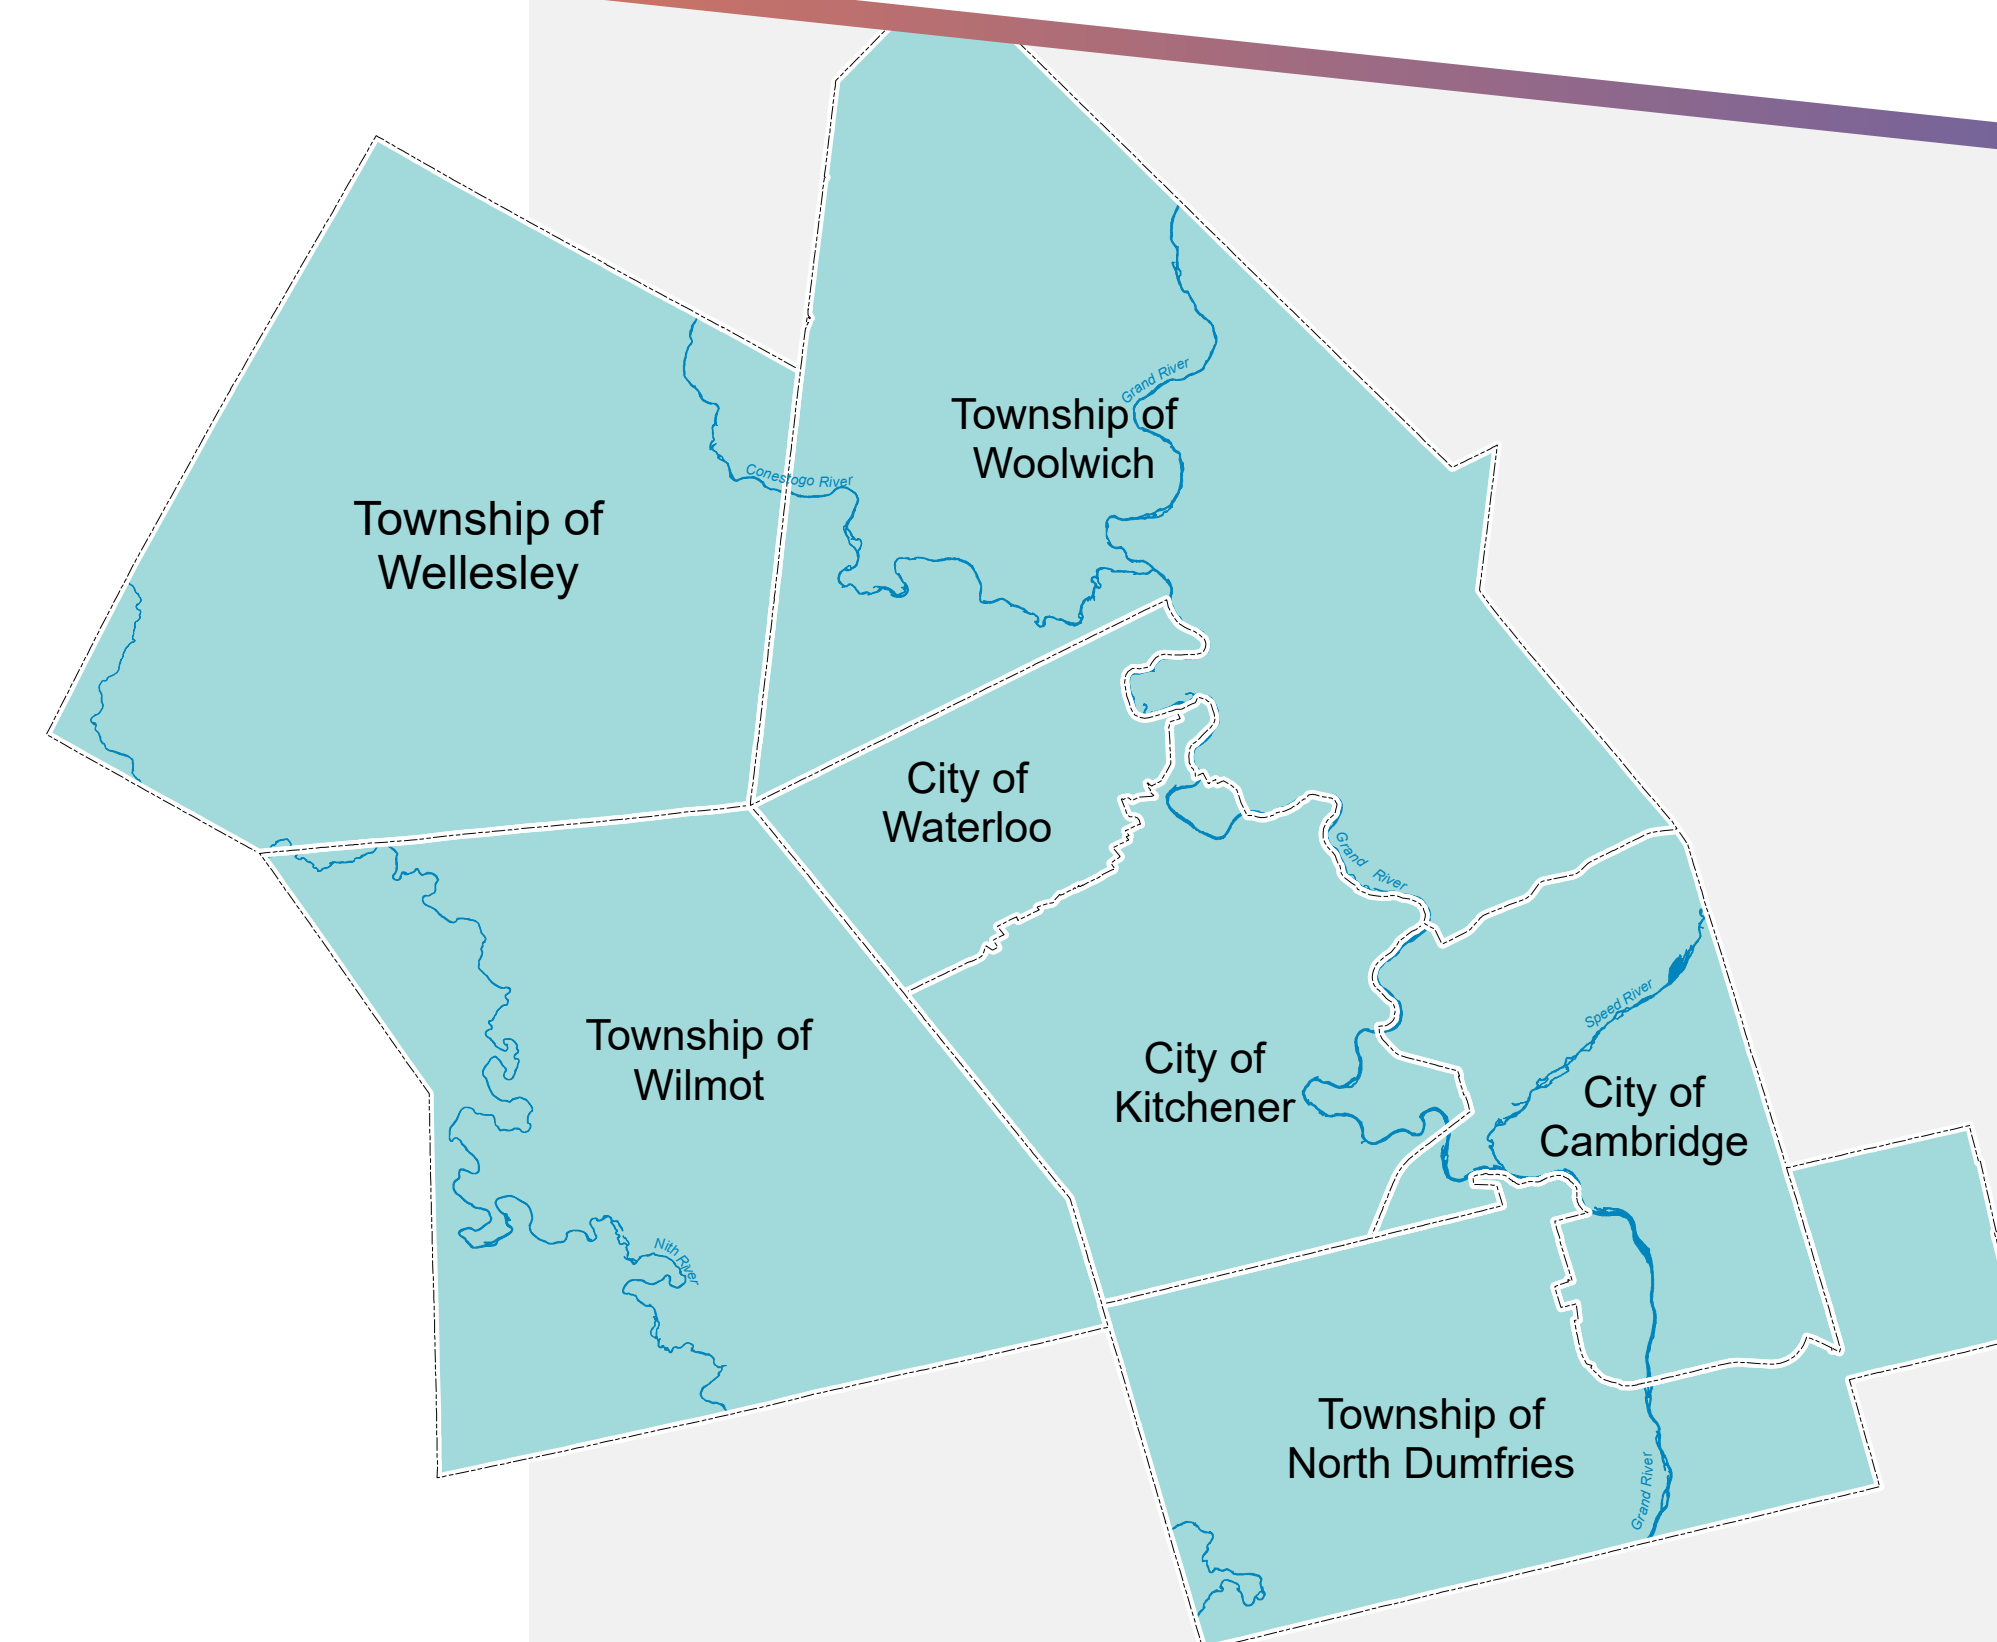 Grand River
Township of
Woolwich
Conestogo River
Township of
Wellesley
City of
Waterloo
Grand River
Speed River
Township of
Wilmot
City of
Kitchener
City of
Cambridge
Nith River
Township of
North Dumfries
Grand River